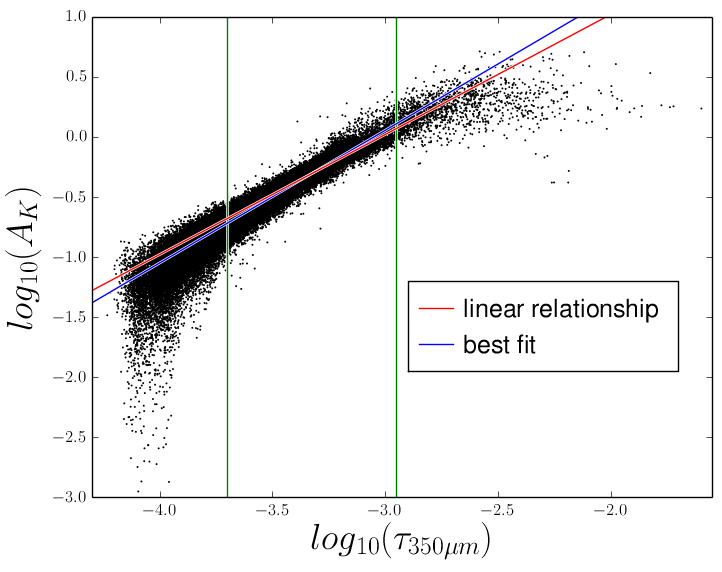 1.0
0.5
0.0
−0.5
−1.0
−1.5
−2.0
−2.5
−3.0
log₁₀(A_K)
linear relationship
best fit
−4.0 −3.5 −3.0 −2.5 −2.0
log₁₀(τ₃₅₀μm)